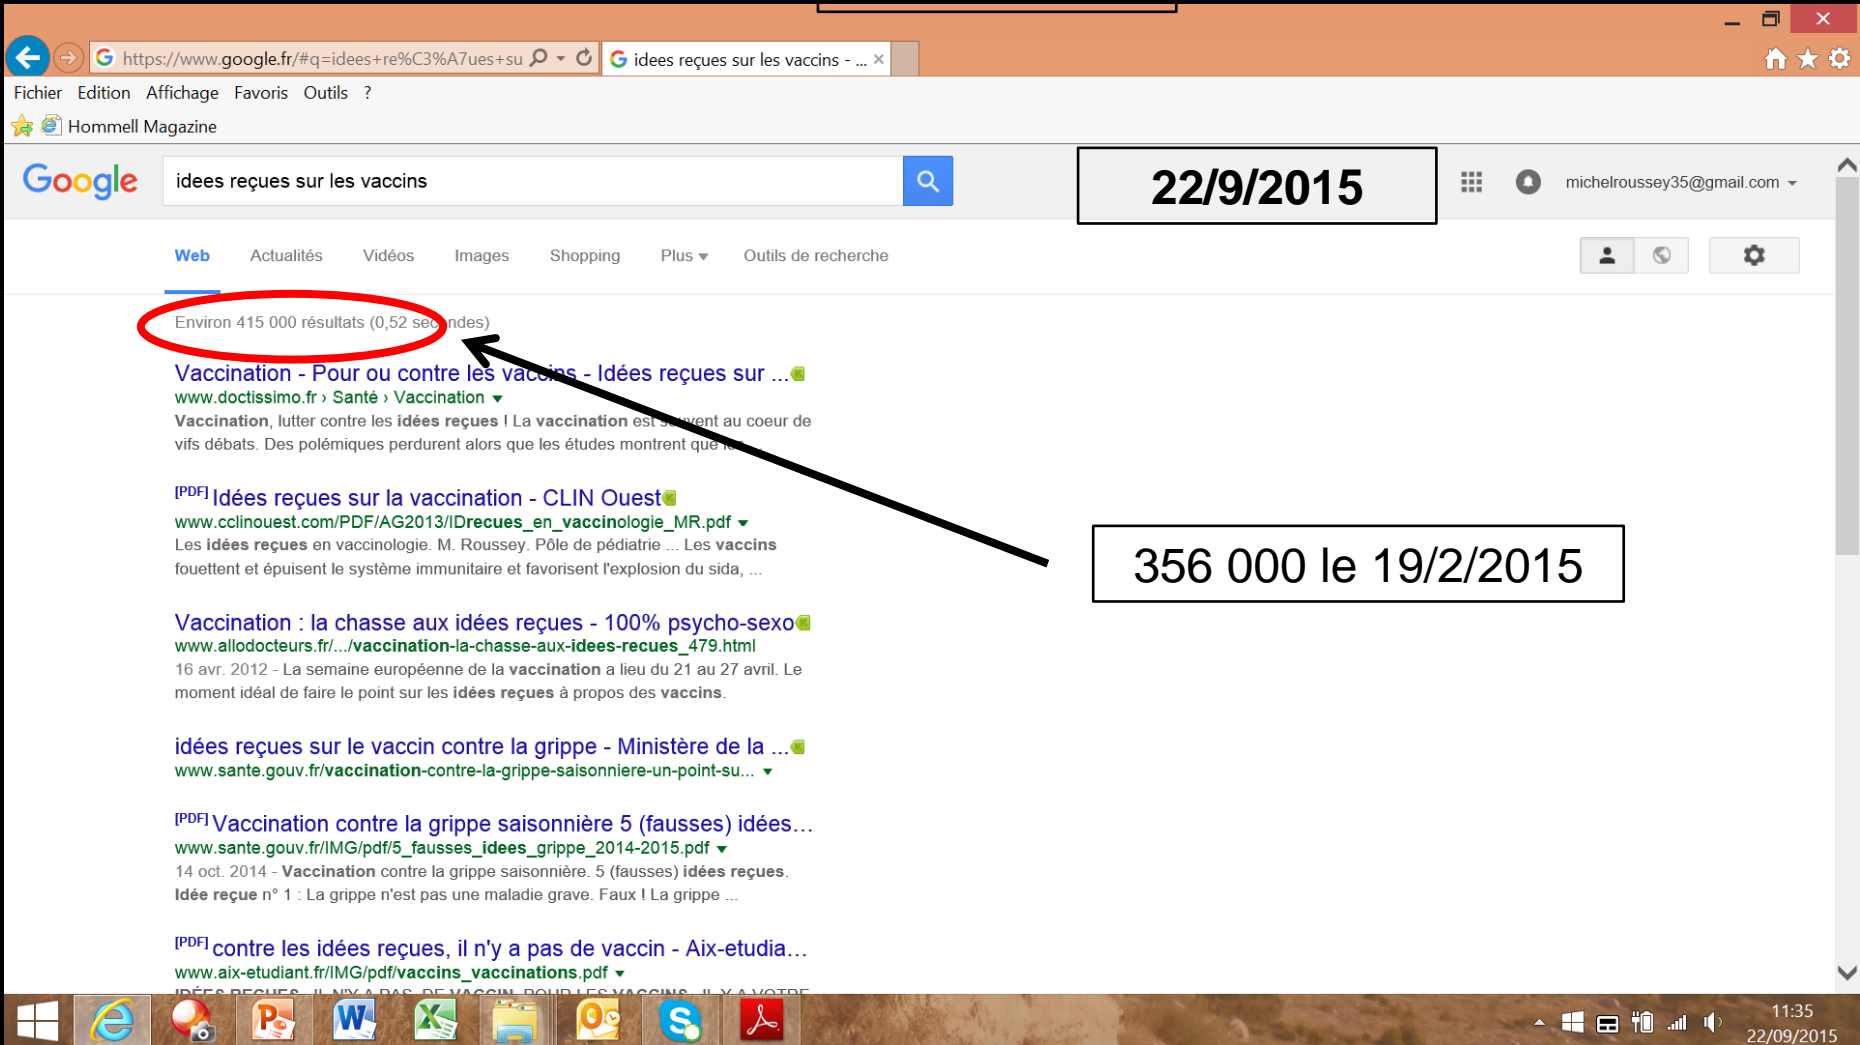 https://www.google.fr/#q=idees+re%C3%A7ues+su
idees reçues sur les vaccins - ...
Fichier Edition Affichage Favoris Outils ?
Hommell Magazine
Google
idees reçues sur les vaccins
22/9/2015
michelroussey35@gmail.com
Web Actualités Vidéos Images Shopping Plus Outils de recherche
Environ 415 000 résultats (0,52 secondes)
Vaccination - Pour ou contre les vaccins - Idées reçues sur ...
www.doctissimo.fr › Santé › Vaccination
Vaccination, lutter contre les idées reçues ! La vaccination est souvent au coeur de
vifs débats. Des polémiques perdurent alors que les études montrent que les ...
[PDF] Idées reçues sur la vaccination - CLIN Ouest
www.cclinouest.com/PDF/AG2013/IDrecues_en_vaccinologie_MR.pdf
Les idées reçues en vaccinologie. M. Roussey. Pôle de pédiatrie ... Les vaccins
fouettent et épuisent le système immunitaire et favorisent l'explosion du sida, ...
356 000 le 19/2/2015
Vaccination : la chasse aux idées reçues - 100% psycho-sexo
www.allodocteurs.fr/.../vaccination-la-chasse-aux-idees-recues_479.html
16 avr. 2012 - La semaine européenne de la vaccination a lieu du 21 au 27 avril. Le
moment idéal de faire le point sur les idées reçues à propos des vaccins.
idées reçues sur le vaccin contre la grippe - Ministère de la ...
www.sante.gouv.fr/vaccination-contre-la-grippe-saisonniere-un-point-su...
[PDF] Vaccination contre la grippe saisonnière 5 (fausses) idées...
www.sante.gouv.fr/IMG/pdf/5_fausses_idees_grippe_2014-2015.pdf
14 oct. 2014 - Vaccination contre la grippe saisonnière. 5 (fausses) idées reçues.
Idée reçue n° 1 : La grippe n'est pas une maladie grave. Faux ! La grippe ...
[PDF] contre les idées reçues, il n'y a pas de vaccin - Aix-etudia...
www.aix-etudiant.fr/IMG/pdf/vaccins_vaccinations.pdf
IDÉES REÇUES , IL N'Y A PAS DE VACCIN POUR LES VACCINS , IL Y A VOTRE
11:35
22/09/2015